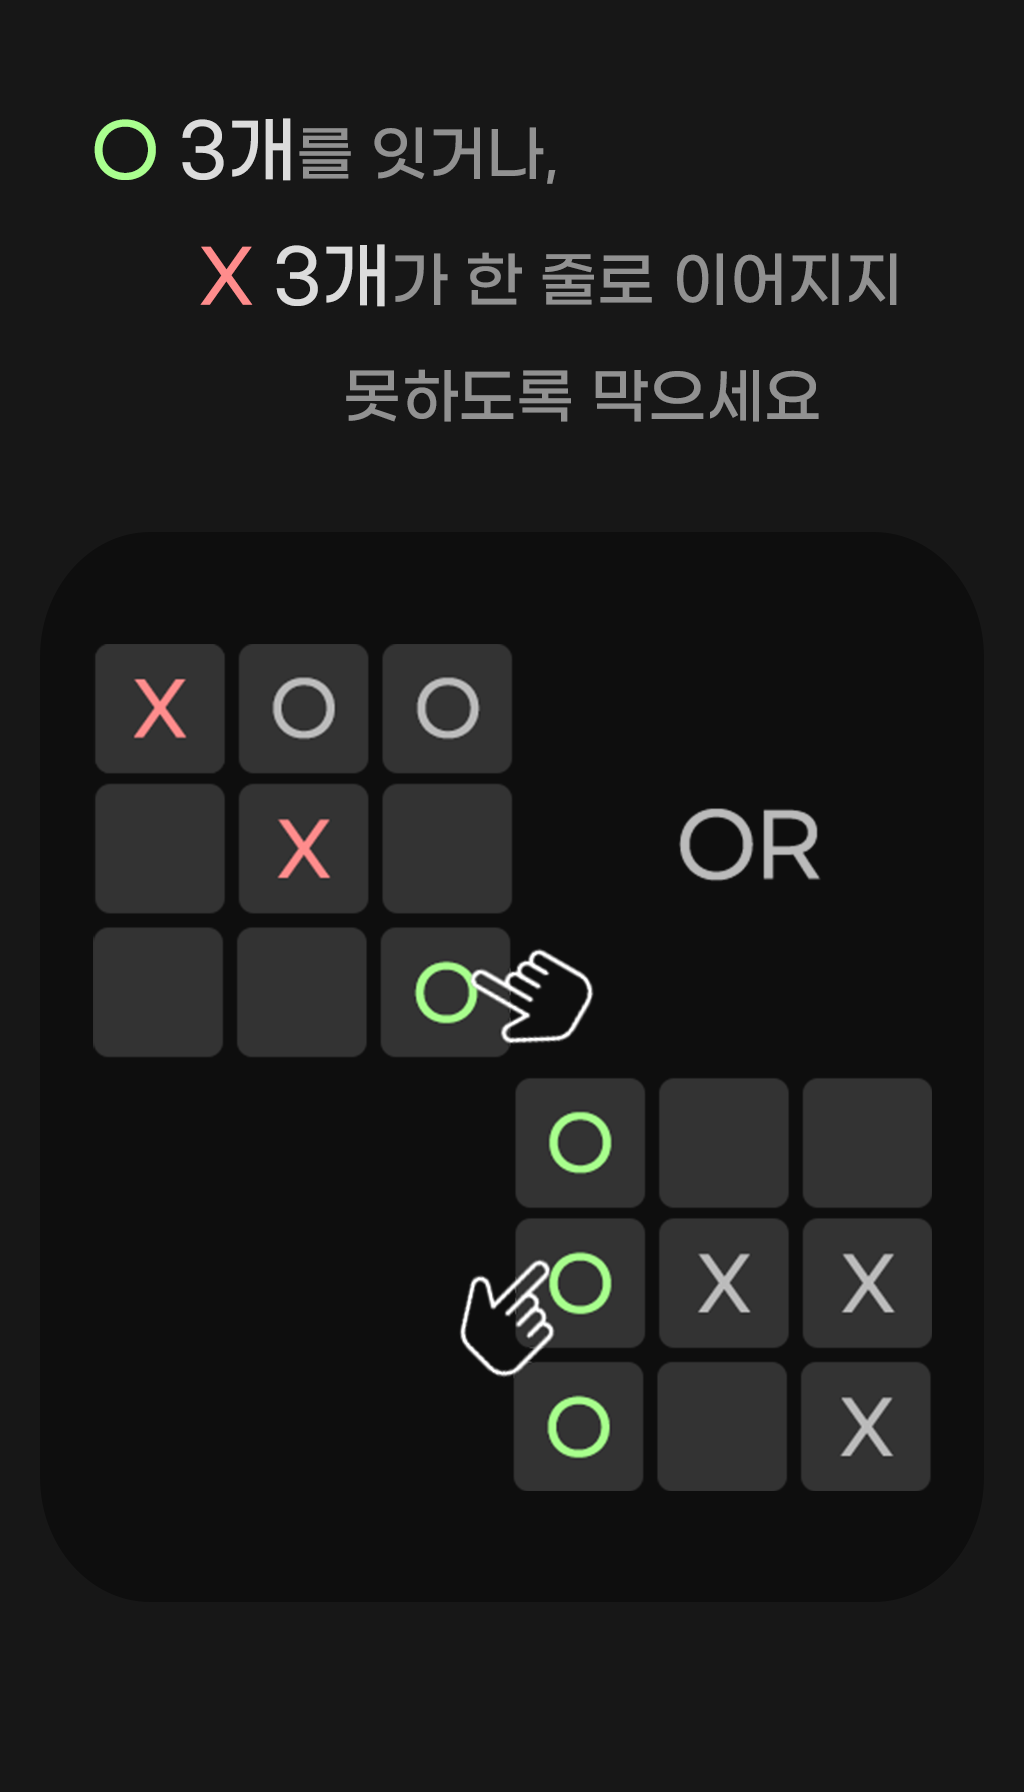 O 3개를 잇거나,
X 3개가 한 줄로 이어지지
못하도록 막으세요
X O O
X
OR
O
O
O X X
O X